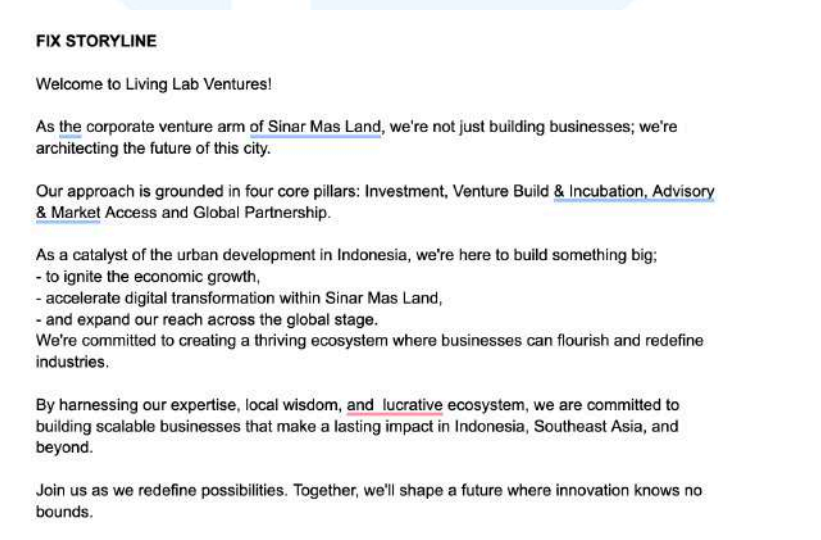 FIX STORYLINE
Welcome to Living Lab Ventures!
As the corporate venture arm of Sinar Mas Land, we're not just building businesses; we're
architecting the future of this city.
Our approach is grounded in four core pillars: Investment, Venture Build & Incubation, Advisory
& Market Access and Global Partnership.
As a catalyst of the urban development in Indonesia, we're here to build something big;
- to ignite the economic growth,
- accelerate digital transformation within Sinar Mas Land,
- and expand our reach across the global stage.
We're committed to creating a thriving ecosystem where businesses can flourish and redefine
industries.
By harnessing our expertise, local wisdom, and  lucrative ecosystem, we are committed to
building scalable businesses that make a lasting impact in Indonesia, Southeast Asia, and
beyond.
Join us as we redefine possibilities. Together, we'll shape a future where innovation knows no
bounds.